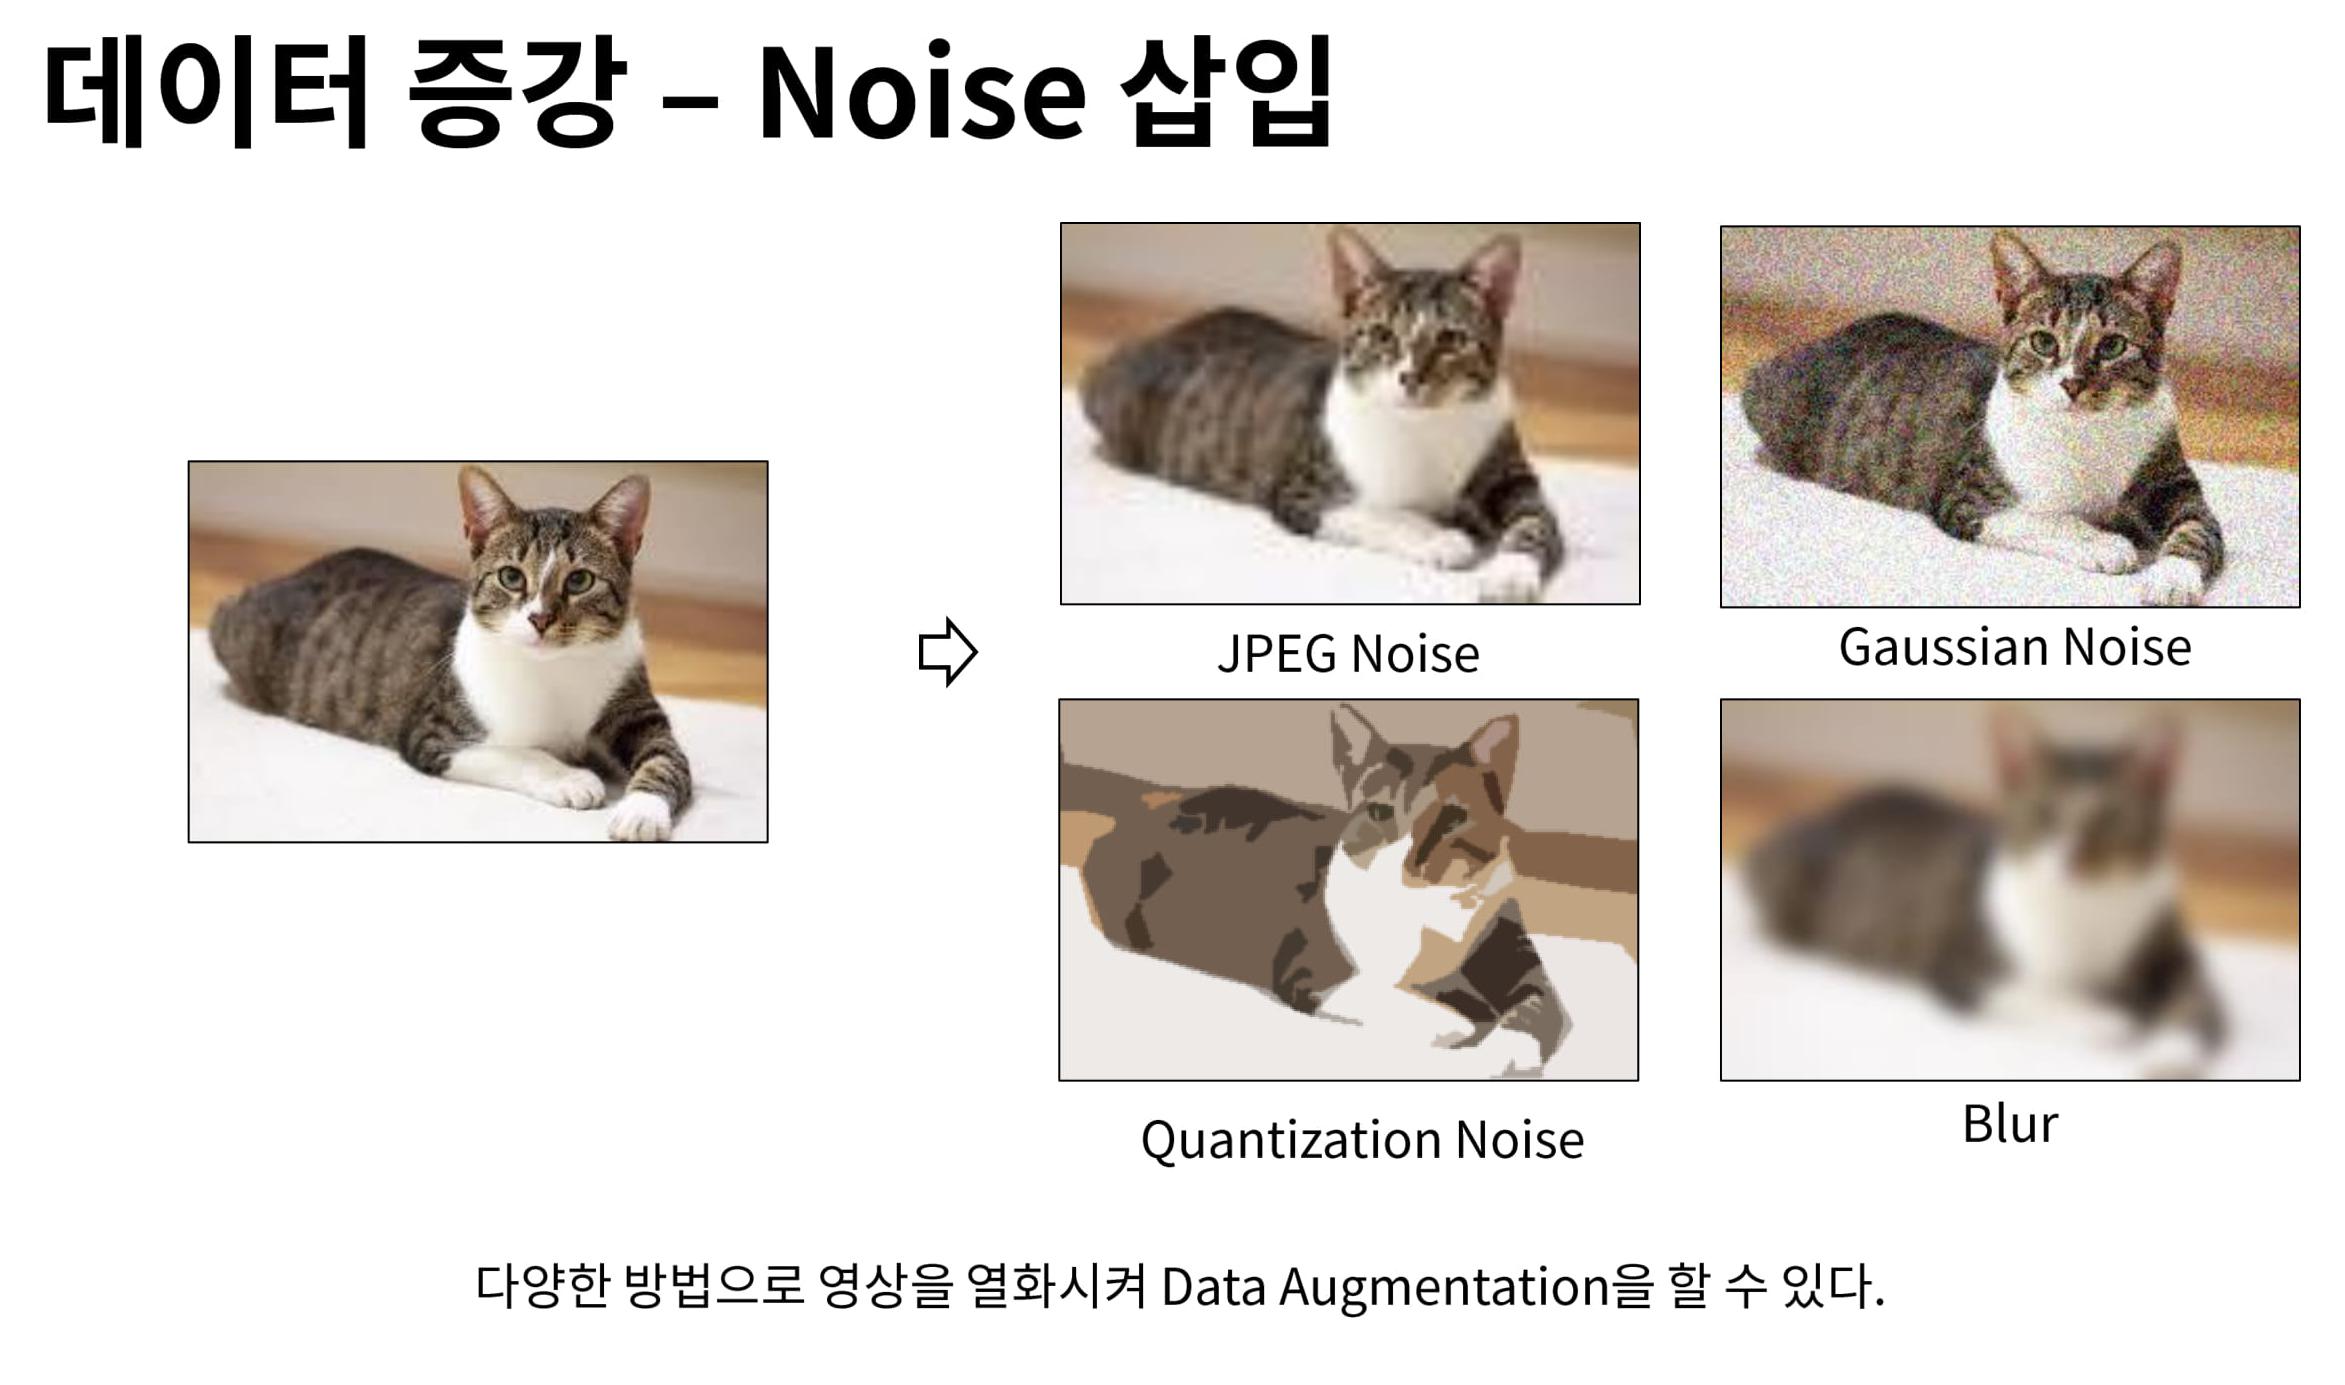 데이터 증강 – Noise 삽입
JPEG Noise
Gaussian Noise
Quantization Noise
Blur
다양한 방법으로 영상을 열화시켜 Data Augmentation을 할 수 있다.